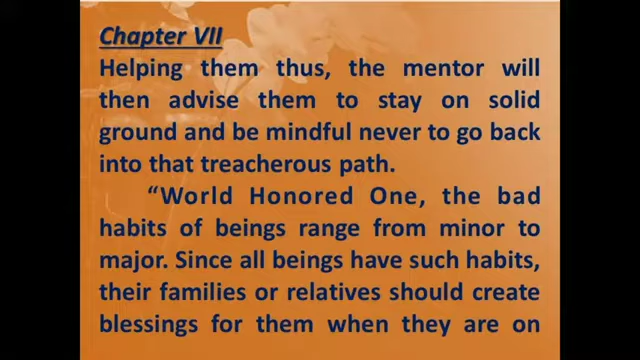 Chapter VII
Helping them thus, the mentor will
then advise them to stay on solid
ground and be mindful never to go back
into that treacherous path.
“World Honored One, the bad
habits of beings range from minor to
major. Since all beings have such habits,
their families or relatives should create
blessings for them when they are on